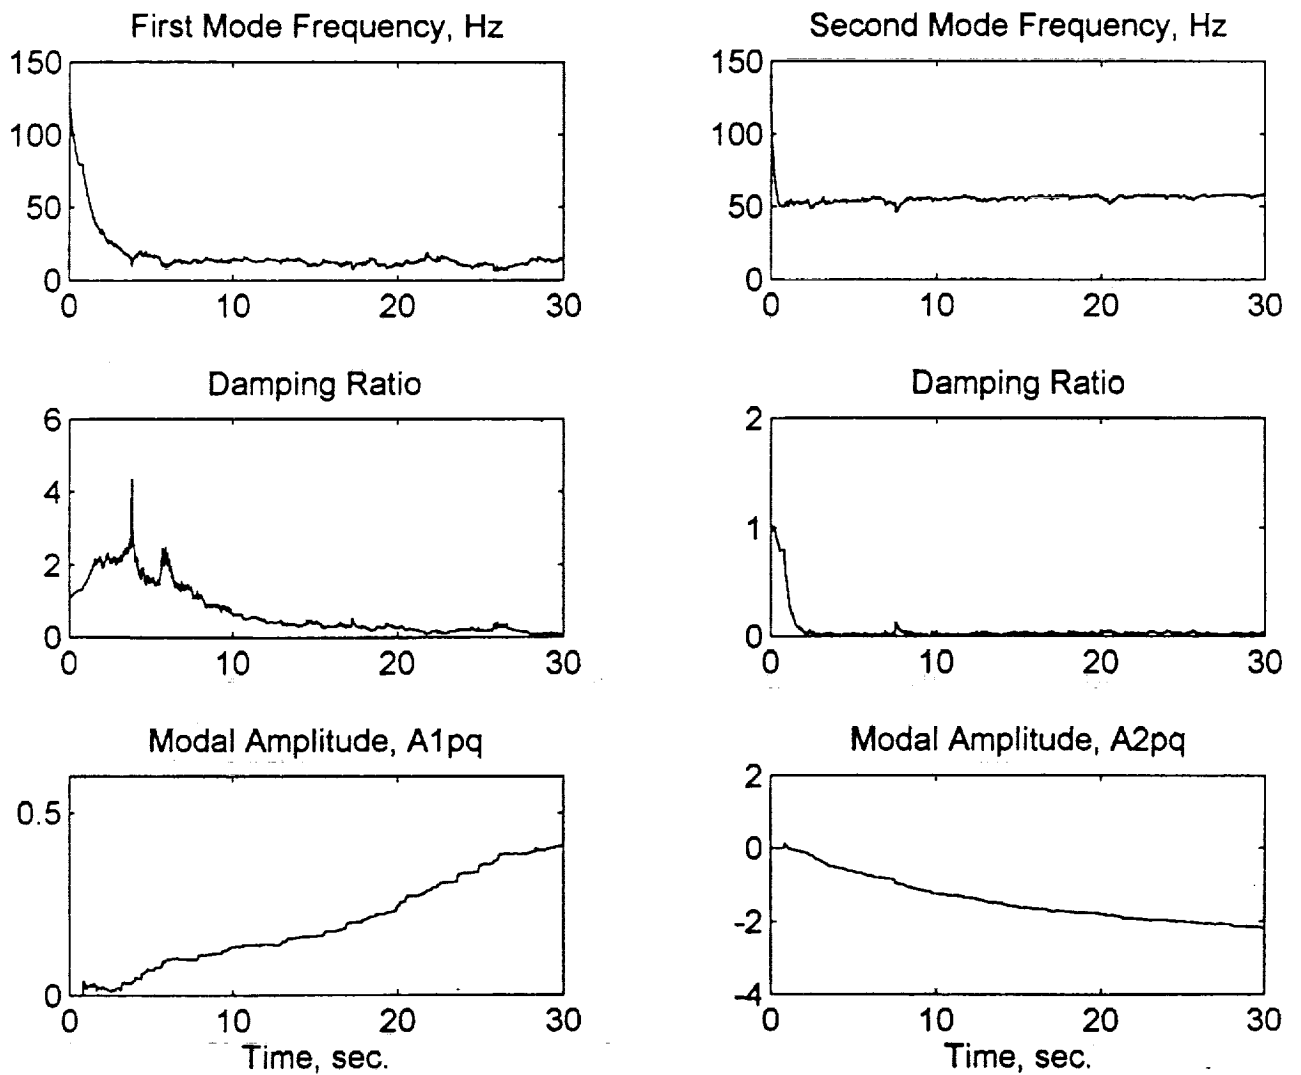 First Mode Frequency, Hz
150
100
50
0
0 10 20 30
Second Mode Frequency, Hz
150
100
50
0
0 10 20 30
Damping Ratio
6
4
2
0
0 10 20 30
Damping Ratio
2
1
0
0 10 20 30
Modal Amplitude, A1pq
0.5
0
0 10 20 30
Time, sec.
Modal Amplitude, A2pq
2
0
-2
-4
0 10 20 30
Time, sec.